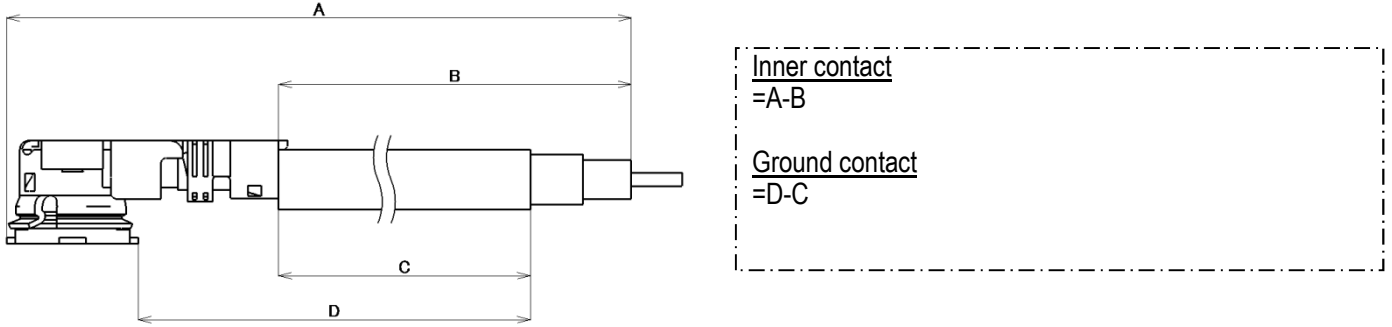 A
B
C
D
Inner contact
=A-B
Ground contact
=D-C